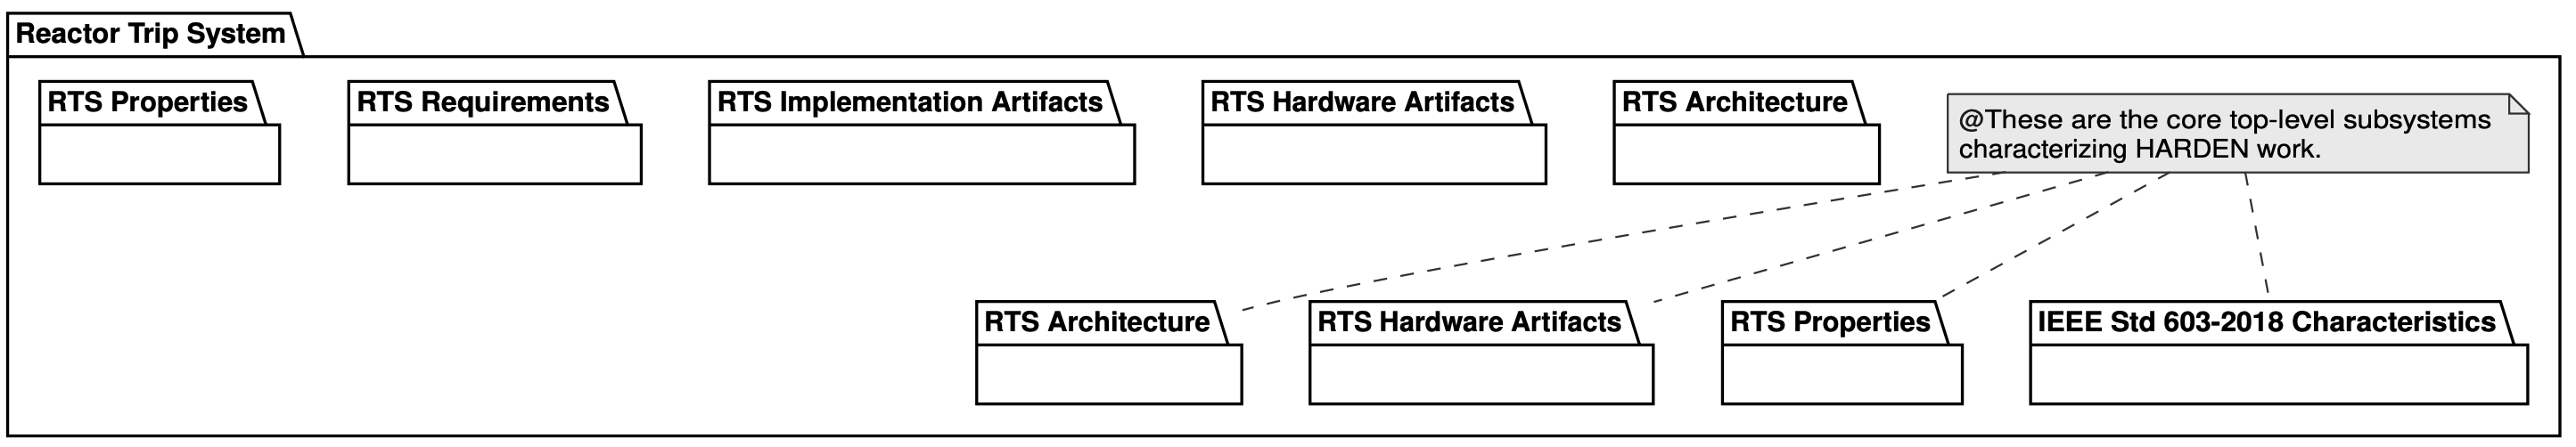 Reactor Trip System
RTS Properties
RTS Requirements
RTS Implementation Artifacts
RTS Hardware Artifacts
RTS Architecture
@These are the core top-level subsystems
characterizing HARDEN work.
RTS Architecture
RTS Hardware Artifacts
RTS Properties
IEEE Std 603-2018 Characteristics